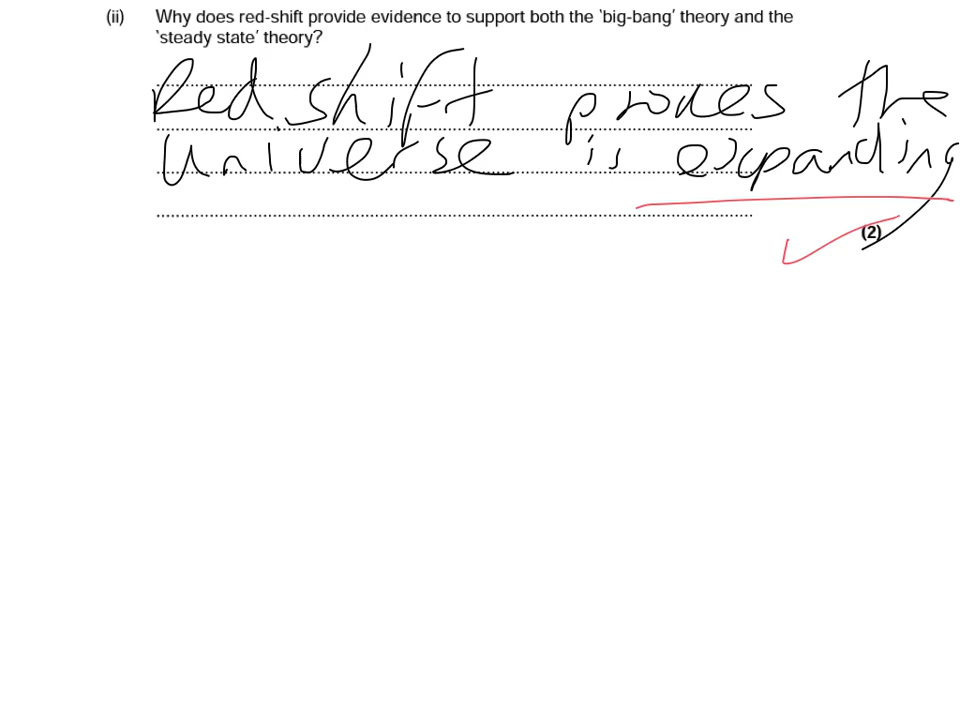 (ii) Why does red-shift provide evidence to support both the 'big-bang' theory and the
'steady state' theory?
Red shift proves the
Universe is expanding
(2)